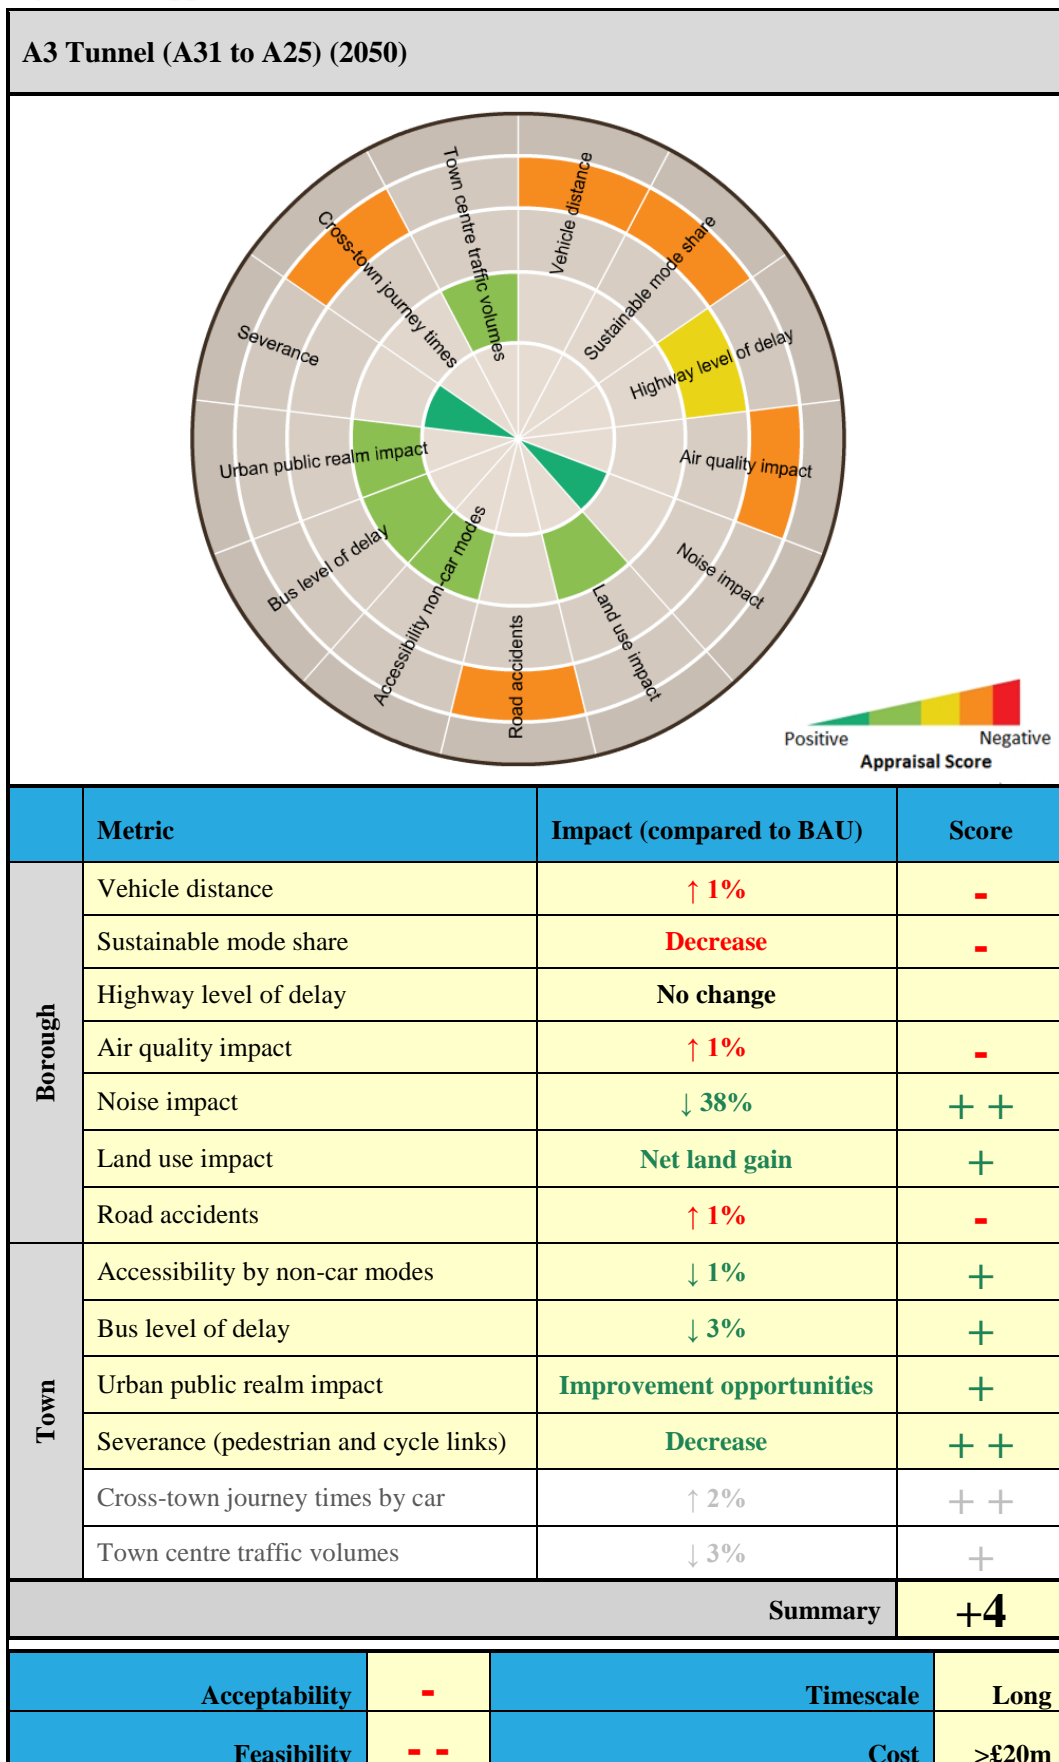 A3 Tunnel (A31 to A25) (2050)
Town centre traffic volumes
Vehicle distance
Cross-town journey times
Sustainable mode share
Severance
Highway level of delay
Urban public realm impact
Air quality impact
Bus level of delay
Noise impact
Accessibility non-car modes
Land use impact
Road accidents
Positive Negative
Appraisal Score
Metric Impact (compared to BAU) Score
Borough
Vehicle distance ↑ 1% -
Sustainable mode share Decrease -
Highway level of delay No change
Air quality impact ↑ 1% -
Noise impact ↓ 38% + +
Land use impact Net land gain +
Road accidents ↑ 1% -
Town
Accessibility by non-car modes ↓ 1% +
Bus level of delay ↓ 3% +
Urban public realm impact Improvement opportunities +
Severance (pedestrian and cycle links) Decrease + +
Cross-town journey times by car ↑ 2% + +
Town centre traffic volumes ↓ 3% +
Summary +4
Acceptability - Timescale Long
Feasibility - - Cost >£20m